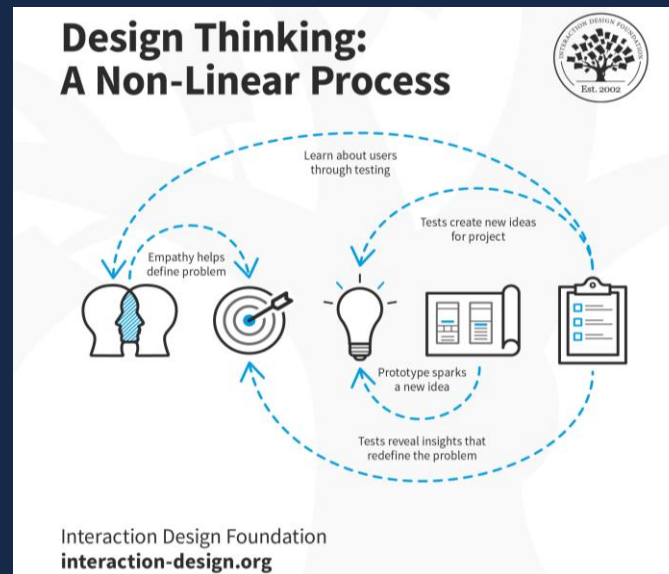 Design Thinking:
A Non-Linear Process
INTERACTION DESIGN FOUNDATION
Est. 2002
Learn about users
through testing
Tests create new ideas
for project
Empathy helps
define problem
Prototype sparks
a new idea
Tests reveal insights that
redefine the problem
Interaction Design Foundation
interaction-design.org